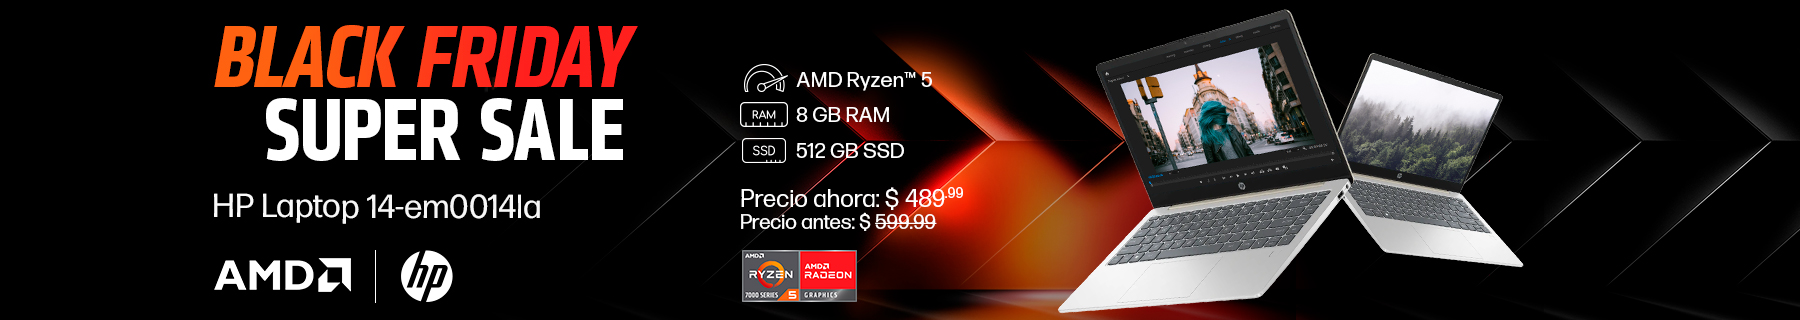 BLACK FRIDAY
SUPER SALE
HP Laptop 14-em0014la
AMD
hp
AMD Ryzen™ 5
RAM
8 GB RAM
SSD
512 GB SSD
Precio ahora: $ 489.99
Precio antes: $ 599.99
AMD
RYZEN
7000 SERIES 5
AMD
RADEON
GRAPHICS